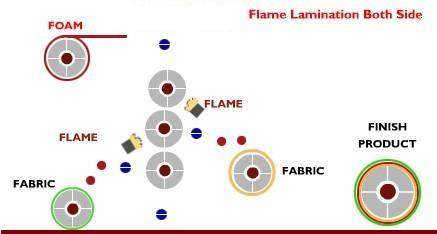 Flame Lamination Both Side
FOAM
FLAME
FLAME
FINISH
PRODUCT
FABRIC
FABRIC